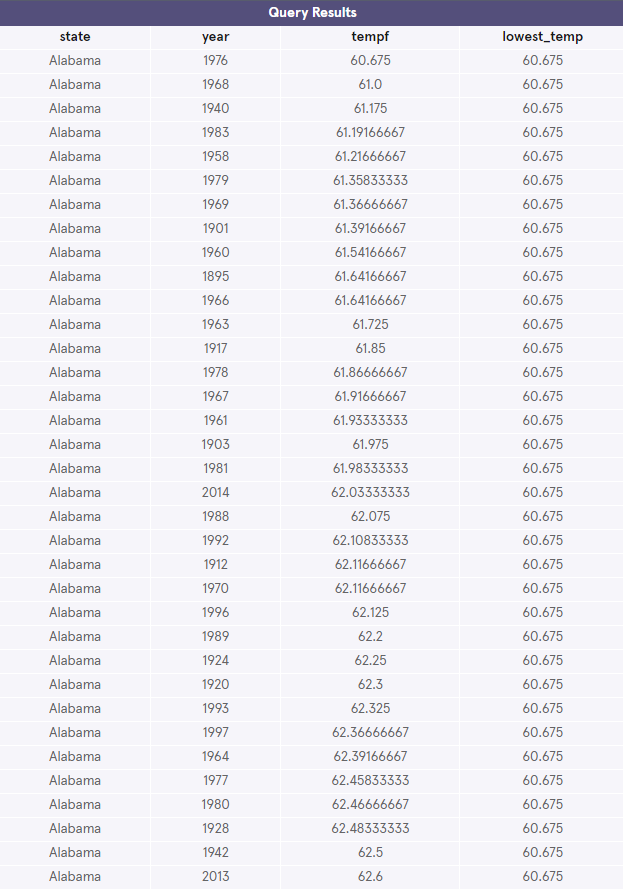 Query Results
state year tempf lowest_temp
Alabama 1976 60.675 60.675
Alabama 1968 61.0 60.675
Alabama 1940 61.175 60.675
Alabama 1983 61.19166667 60.675
Alabama 1958 61.21666667 60.675
Alabama 1979 61.35833333 60.675
Alabama 1969 61.36666667 60.675
Alabama 1901 61.39166667 60.675
Alabama 1960 61.54166667 60.675
Alabama 1895 61.64166667 60.675
Alabama 1966 61.64166667 60.675
Alabama 1963 61.725 60.675
Alabama 1917 61.85 60.675
Alabama 1978 61.86666667 60.675
Alabama 1967 61.91666667 60.675
Alabama 1961 61.93333333 60.675
Alabama 1903 61.975 60.675
Alabama 1981 61.98333333 60.675
Alabama 2014 62.03333333 60.675
Alabama 1988 62.075 60.675
Alabama 1992 62.10833333 60.675
Alabama 1912 62.11666667 60.675
Alabama 1970 62.11666667 60.675
Alabama 1996 62.125 60.675
Alabama 1989 62.2 60.675
Alabama 1924 62.25 60.675
Alabama 1920 62.3 60.675
Alabama 1993 62.325 60.675
Alabama 1997 62.36666667 60.675
Alabama 1964 62.39166667 60.675
Alabama 1977 62.45833333 60.675
Alabama 1980 62.46666667 60.675
Alabama 1928 62.48333333 60.675
Alabama 1942 62.5 60.675
Alabama 2013 62.6 60.675